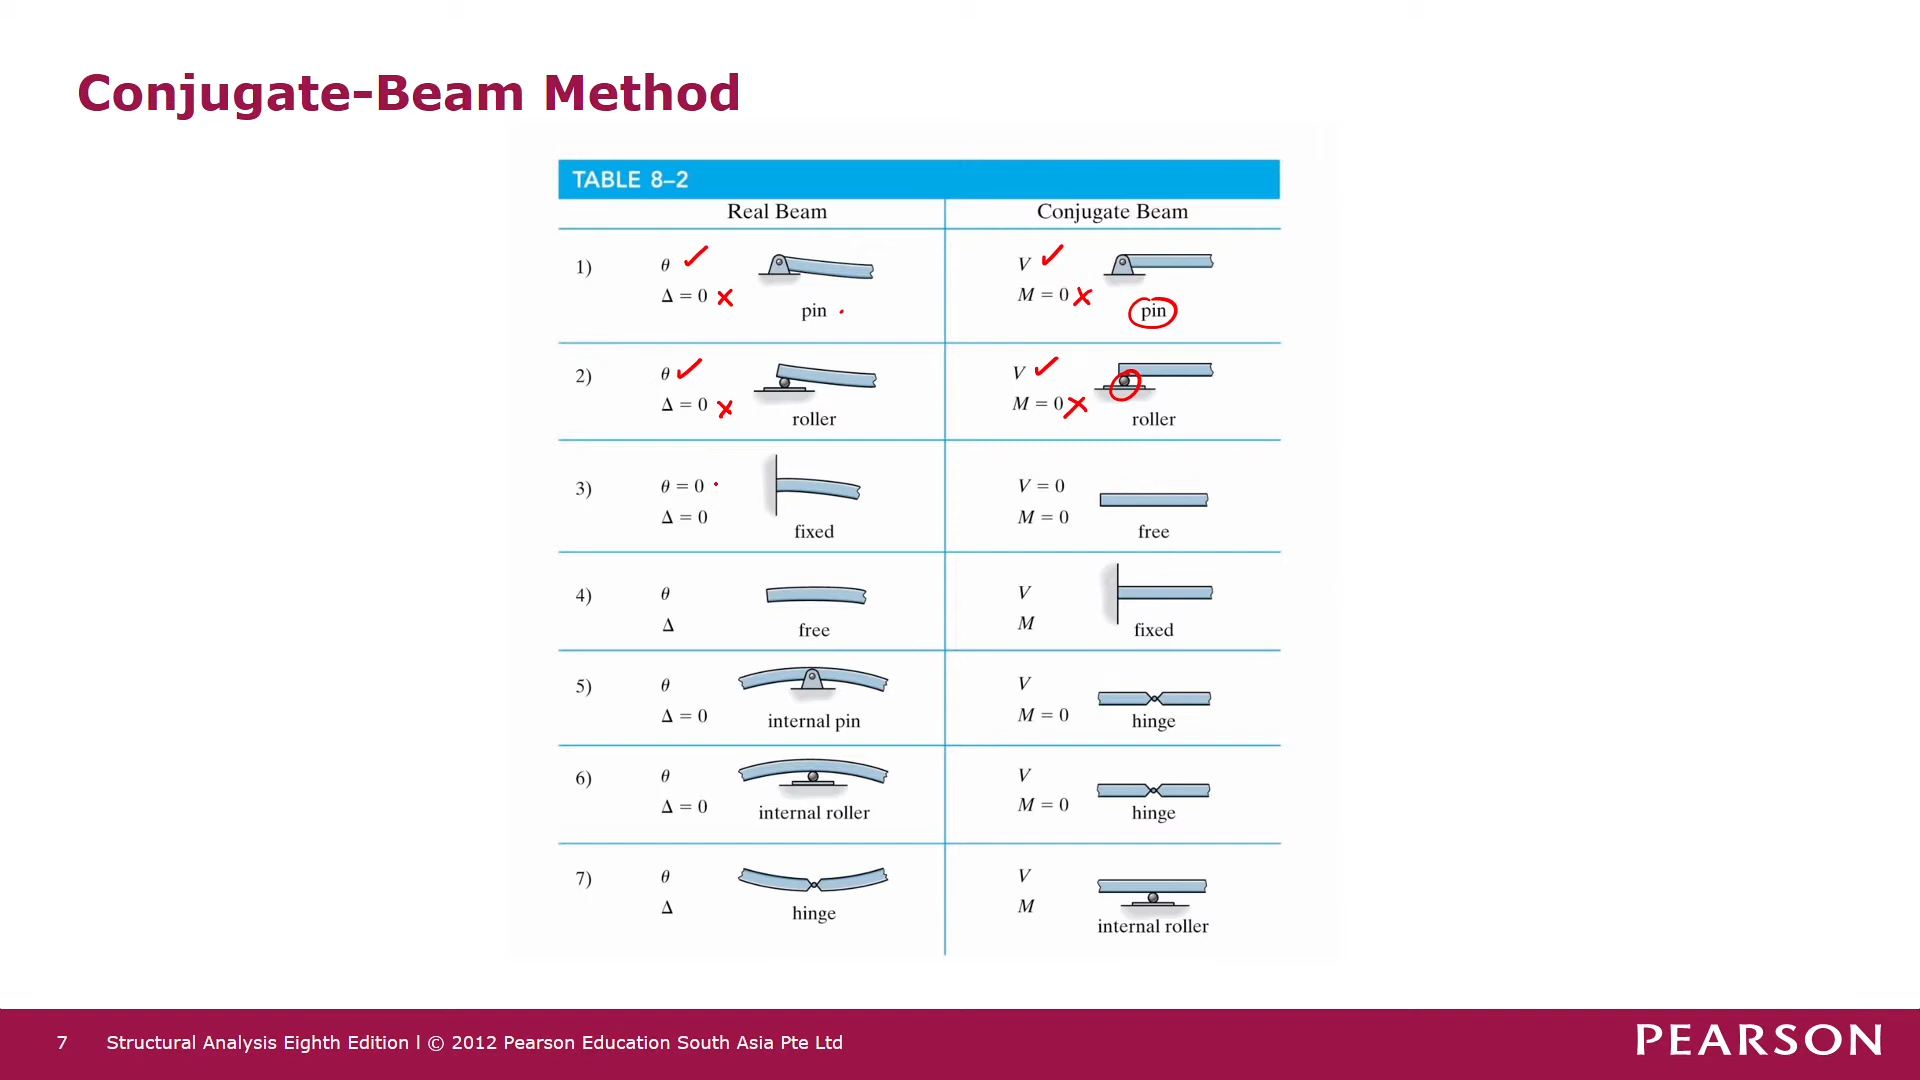 Conjugate-Beam Method
TABLE 8–2
Real Beam Conjugate Beam
1) θ ✓ V ✓
Δ = 0 × M = 0 ×
pin pin
2) θ ✓ V ✓
Δ = 0 × M = 0 ×
roller roller
3) θ = 0 V = 0
Δ = 0 M = 0
fixed free
4) θ V
Δ M
free fixed
5) θ V
Δ = 0 M = 0
internal pin hinge
6) θ V
Δ = 0 M = 0
internal roller hinge
7) θ V
Δ M
hinge internal roller
7 Structural Analysis Eighth Edition l © 2012 Pearson Education South Asia Pte Ltd
PEARSON